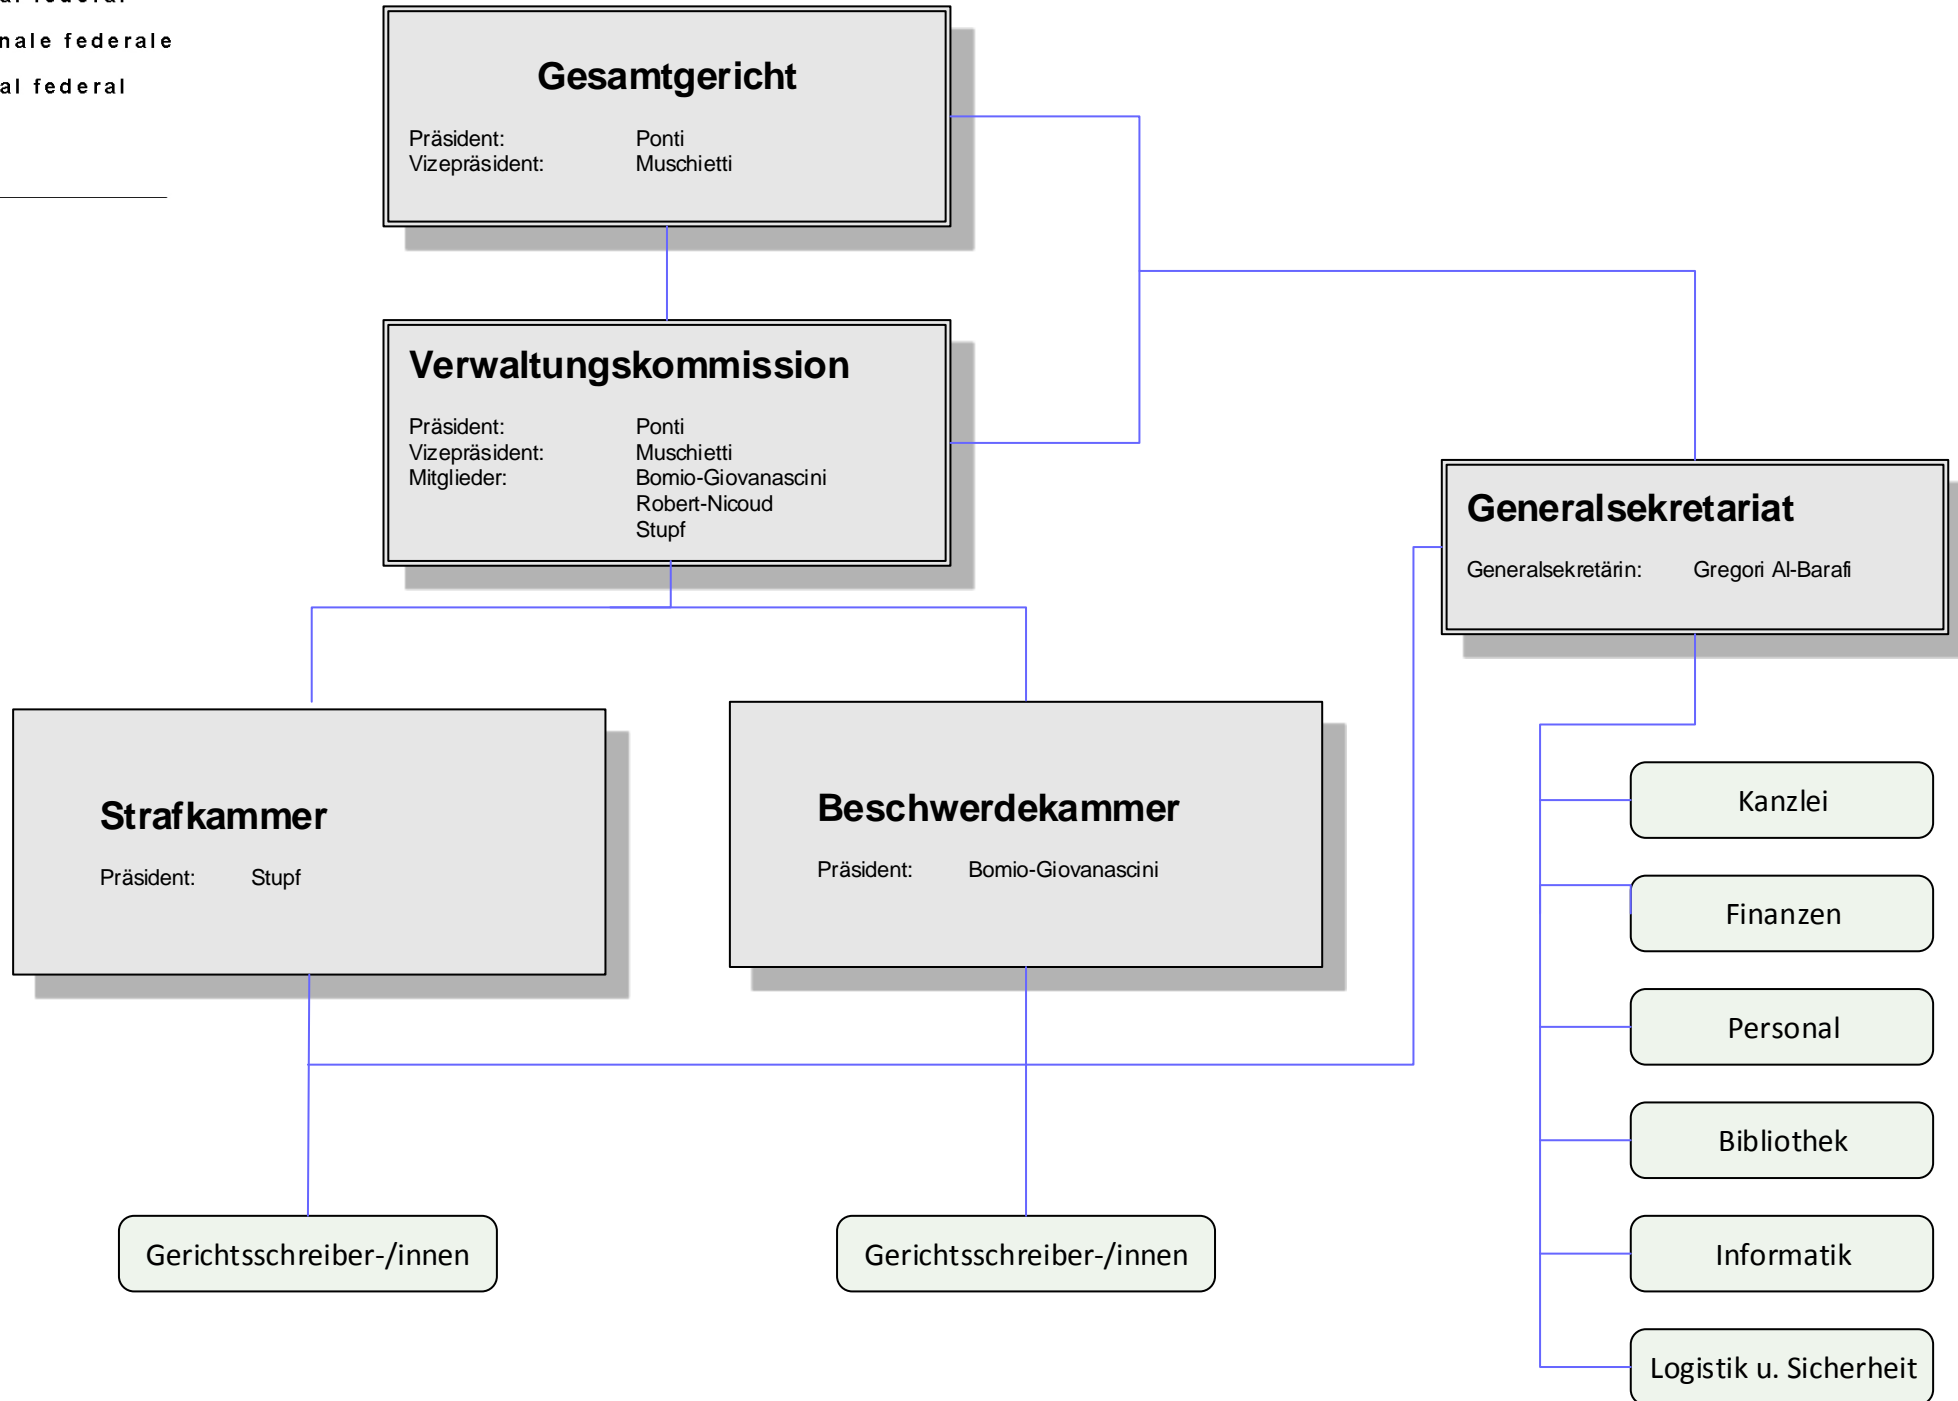 al federal
nale federale
al federal
Gesamtgericht
Präsident: Ponti
Vizepräsident: Muschietti
Verwaltungskommission
Präsident: Ponti
Vizepräsident: Muschietti
Mitglieder: Bomio-Giovanascini
Robert-Nicoud
Stupf
Generalsekretariat
Generalsekretärin: Gregori Al-Barafi
Strafkammer
Präsident: Stupf
Beschwerdekammer
Präsident: Bomio-Giovanascini
Kanzlei
Finanzen
Personal
Bibliothek
Informatik
Logistik u. Sicherheit
Gerichtsschreiber-/innen
Gerichtsschreiber-/innen